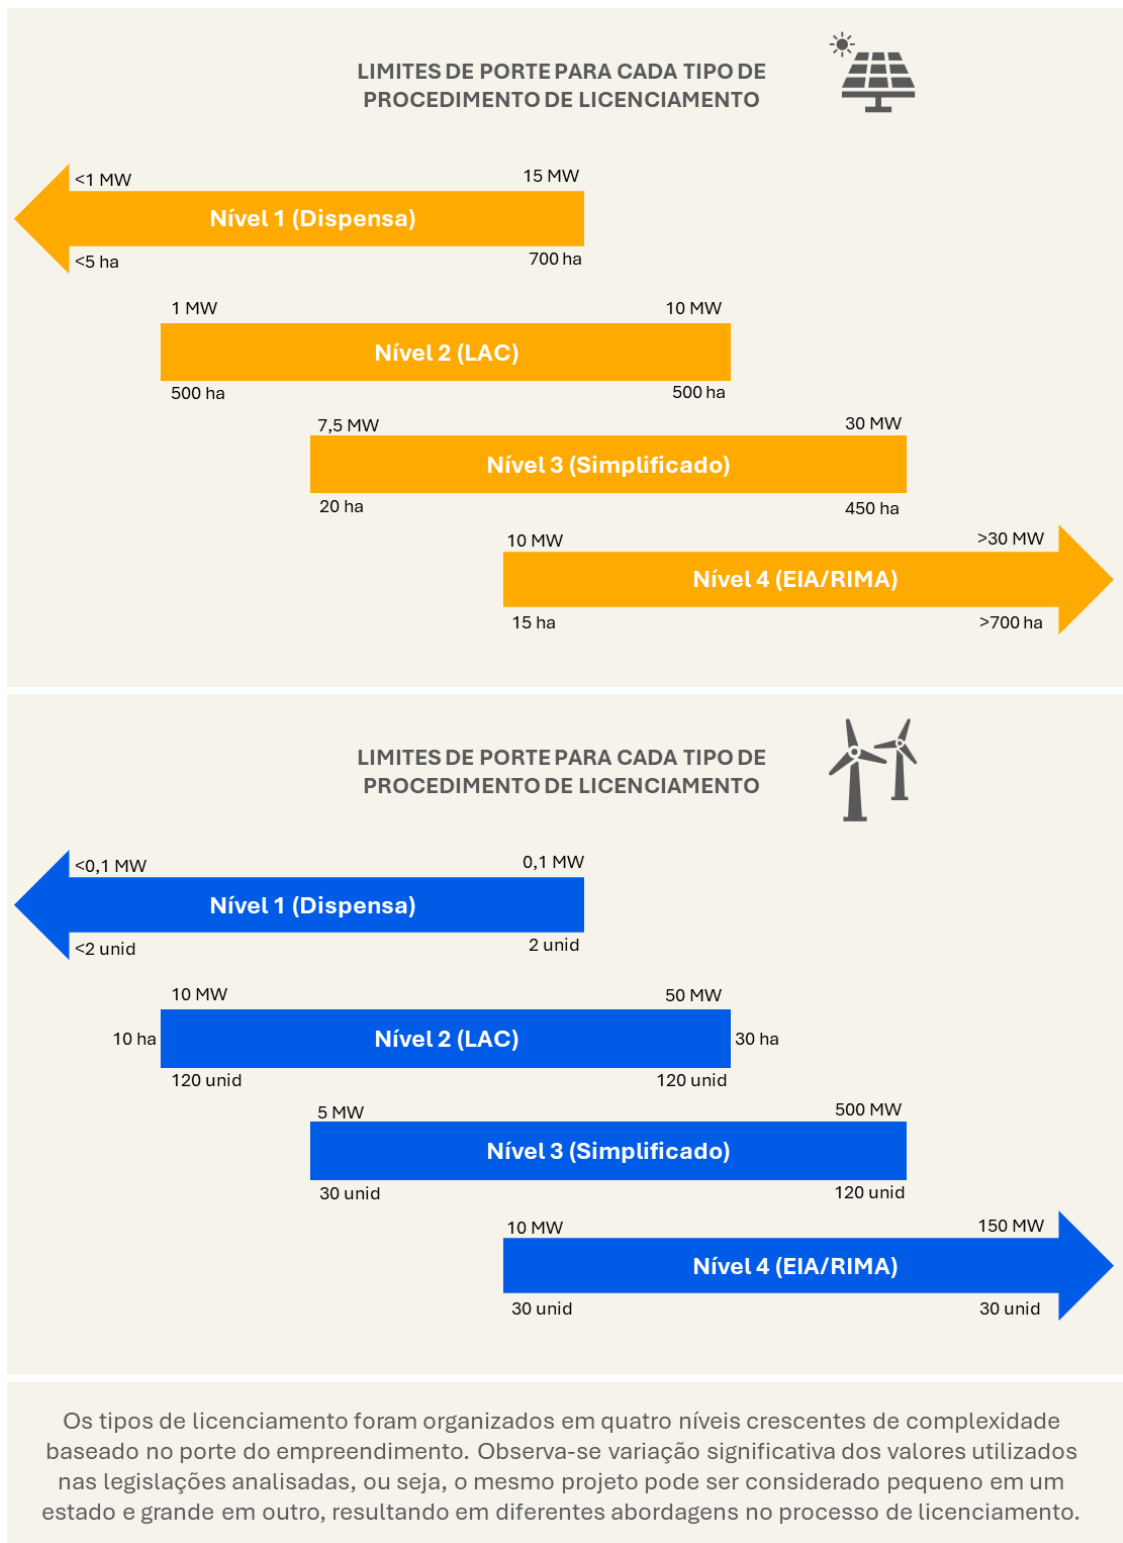 LIMITES DE PORTE PARA CADA TIPO DE
PROCEDIMENTO DE LICENCIAMENTO
<1 MW
15 MW
Nível 1 (Dispensa)
<5 ha
700 ha
1 MW
10 MW
Nível 2 (LAC)
500 ha
500 ha
7,5 MW
30 MW
Nível 3 (Simplificado)
20 ha
450 ha
10 MW
>30 MW
Nível 4 (EIA/RIMA)
15 ha
>700 ha
LIMITES DE PORTE PARA CADA TIPO DE
PROCEDIMENTO DE LICENCIAMENTO
<0,1 MW
0,1 MW
Nível 1 (Dispensa)
<2 unid
2 unid
10 MW
50 MW
10 ha
Nível 2 (LAC)
30 ha
120 unid
120 unid
5 MW
500 MW
Nível 3 (Simplificado)
30 unid
120 unid
10 MW
150 MW
Nível 4 (EIA/RIMA)
30 unid
30 unid
Os tipos de licenciamento foram organizados em quatro níveis crescentes de complexidade
baseado no porte do empreendimento. Observa-se variação significativa dos valores utilizados
nas legislações analisadas, ou seja, o mesmo projeto pode ser considerado pequeno em um
estado e grande em outro, resultando em diferentes abordagens no processo de licenciamento.